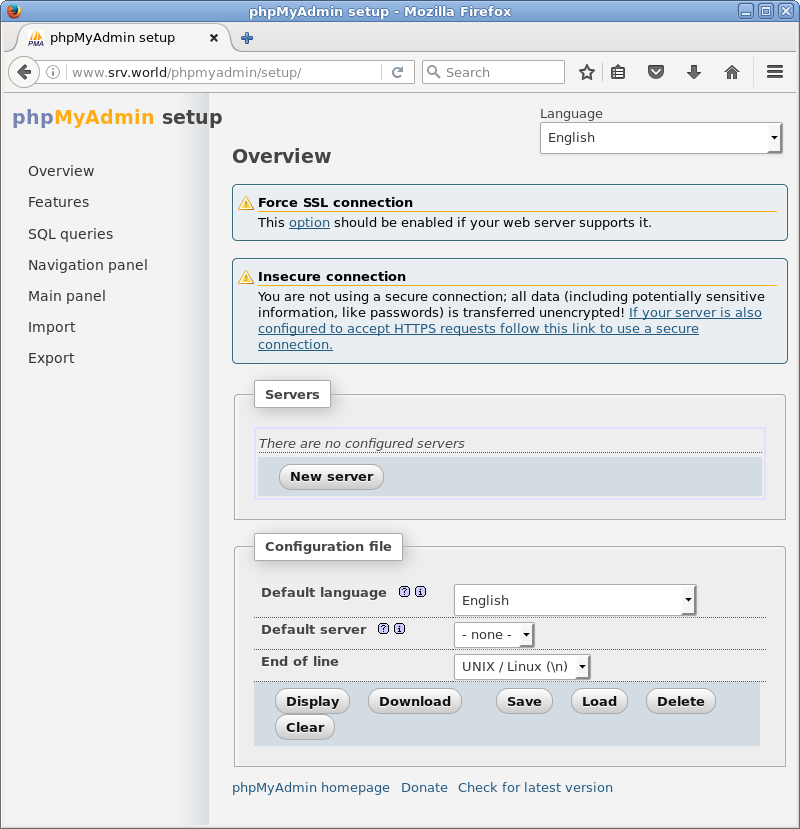 phpMyAdmin setup - Mozilla Firefox
PMA
phpMyAdmin setup
www.srv.world/phpmyadmin/setup/
Search
phpMyAdmin setup
Language
English
Overview
Features
SQL queries
Navigation panel
Main panel
Import
Export
Overview
Force SSL connection
This option should be enabled if your web server supports it.
Insecure connection
You are not using a secure connection; all data (including potentially sensitive
information, like passwords) is transferred unencrypted! If your server is also
configured to accept HTTPS requests follow this link to use a secure
connection.
Servers
There are no configured servers
New server
Configuration file
Default language
English
Default server
- none -
End of line
UNIX / Linux (\n)
Display Download Save Load Delete
Clear
phpMyAdmin homepage Donate Check for latest version